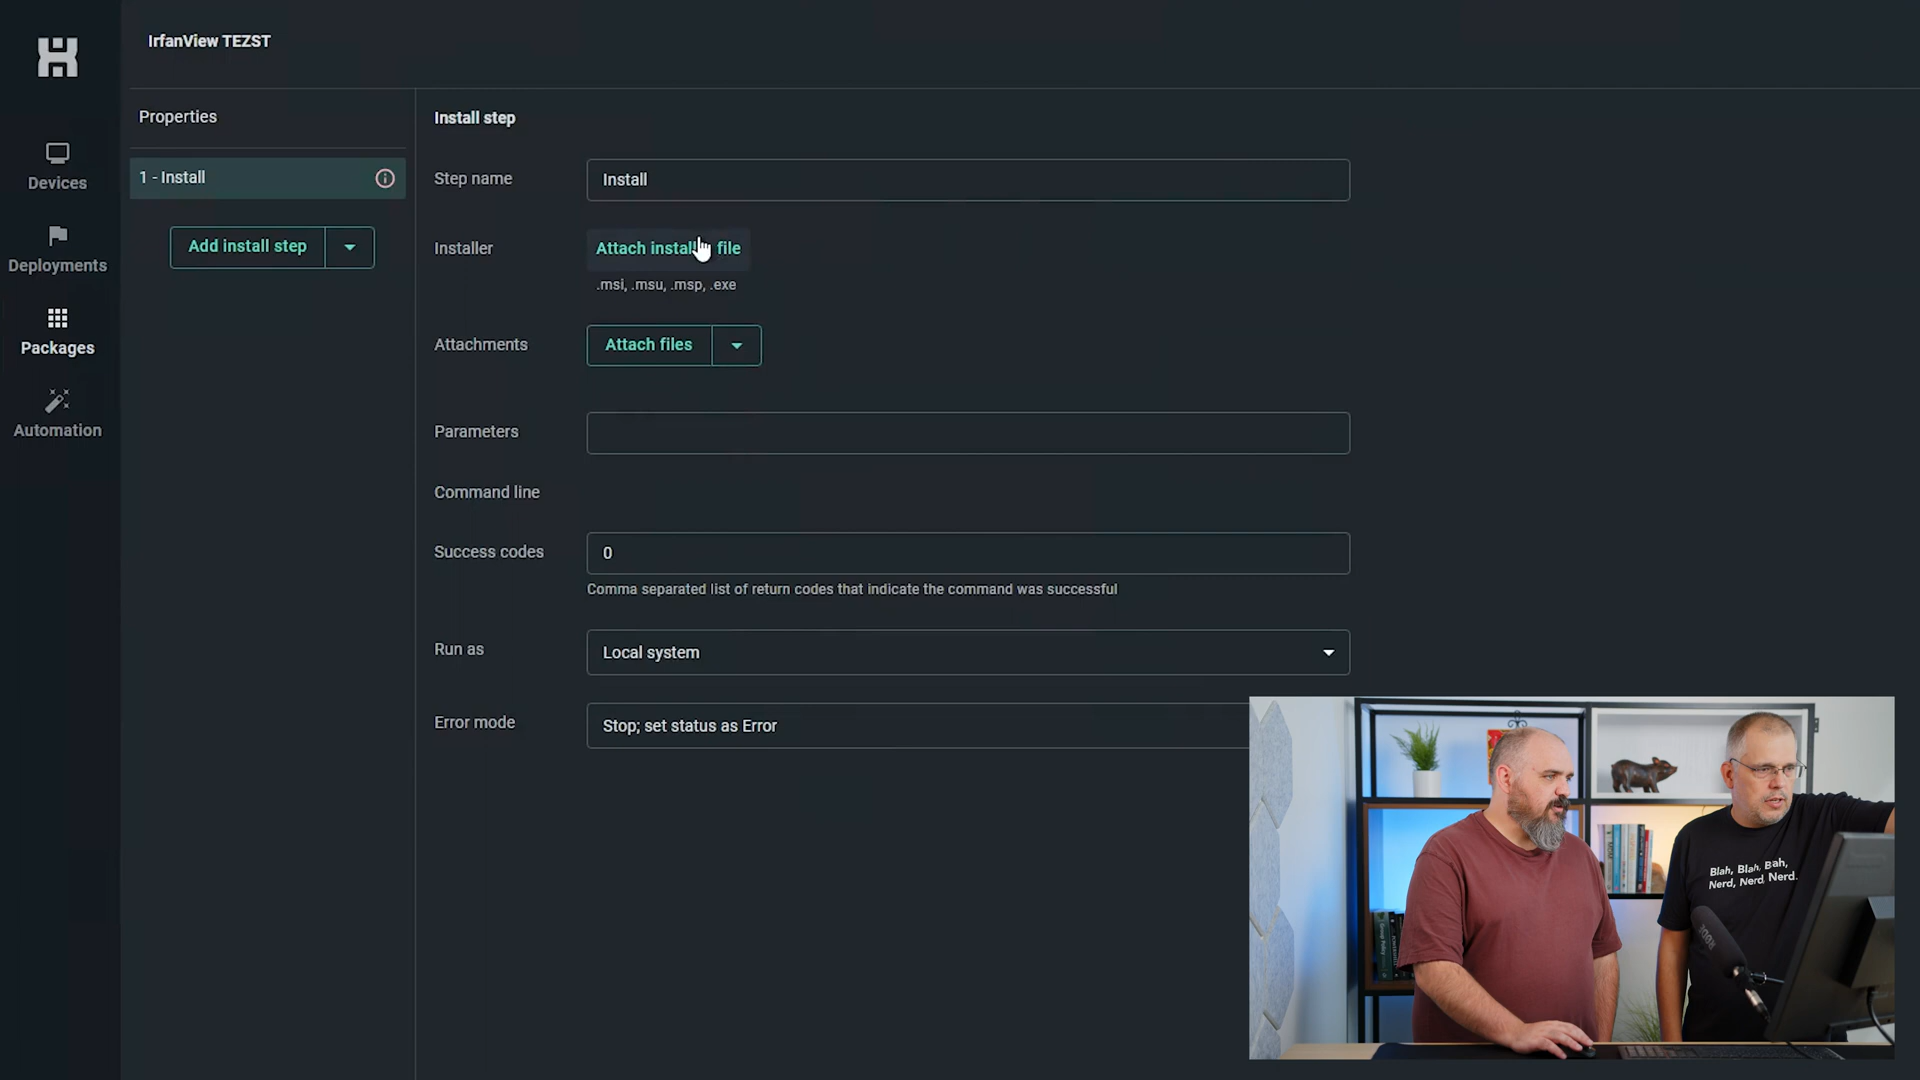 IrfanView TEZST
Devices
Deployments
Packages
Automation
Properties
1 - Install
Add install step
Install step
Step name
Install
Installer
Attach install file
.msi, .msu, .msp, .exe
Attachments
Attach files
Parameters
Command line
Success codes
0
Comma separated list of return codes that indicate the command was successful
Run as
Local system
Error mode
Stop; set status as Error
Blah, Blah, Bah,
Nerd, Nerd, Nerd.
RODE
Group Policy